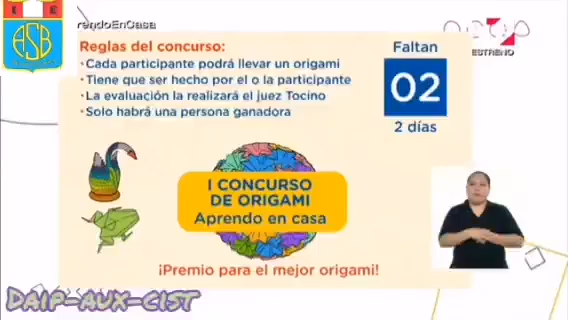 rendoEnCasa
ASB
7
ESTRENO
Reglas del concurso:
· Cada participante podrá llevar un origami
· Tiene que ser hecho por el o la participante
· La evaluación la realizará el juez Tocino
· Solo habrá una persona ganadora
Faltan
02
2 días
I CONCURSO
DE ORIGAMI
Aprendo en casa
¡Premio para el mejor origami!
DAIP-AUX-CIST